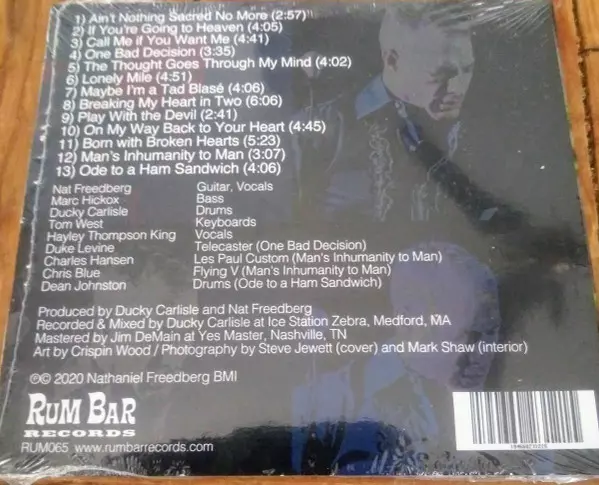 1) Ain't Nothing Sacred No More (2:57)
2) If You're Going to Heaven (4:05)
3) Call Me if You Want Me (4:41)
4) One Bad Decision (3:35)
5) The Thought Goes Through My Mind (4:02)
6) Lonely Mile (4:51)
7) Maybe I'm a Tad Blasé (4:06)
8) Breaking My Heart in Two (6:06)
9) Play With the Devil (2:41)
10) On My Way Back to Your Heart (4:45)
11) Born with Broken Hearts (5:23)
12) Man's Inhumanity to Man (3:07)
13) Ode to a Ham Sandwich (4:06)
Nat Freedberg Guitar, Vocals
Marc Hickox Bass
Ducky Carlisle Drums
Tom West Keyboards
Hayley Thompson King Vocals
Duke Levine Telecaster (One Bad Decision)
Charles Hansen Les Paul Custom (Man's Inhumanity to Man)
Chris Blue Flying V (Man's Inhumanity to Man)
Dean Johnston Drums (Ode to a Ham Sandwich)
Produced by Ducky Carlisle and Nat Freedberg
Recorded & Mixed by Ducky Carlisle at Ice Station Zebra, Medford, MA
Mastered by Jim DeMain at Yes Master, Nashville, TN
Art by Crispin Wood / Photography by Steve Jewett (cover) and Mark Shaw (interior)
℗© 2020 Nathaniel Freedberg BMI
RUM BAR
RECORDS
RUM065 www.rumbarrecords.com